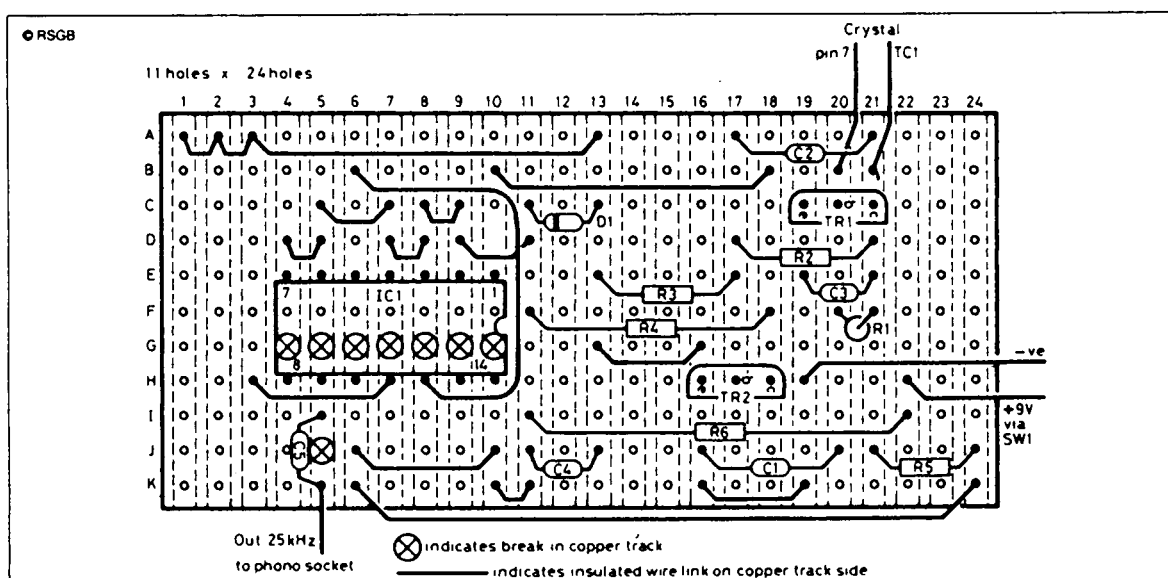 © RSGB
Crystal
pin 7 TC1
11 holes x 24 holes
1 2 3 4 5 6 7 8 9 10 11 12 13 14 15 16 17 18 19 20 21 22 23 24
A
C2
B
C
D1
TR1
b
e c
D
R2
E
7
IC1
R3
C3
F
R4
R1
G
8 14
-ve
H
TR2
b
e c
I
R6
+9V
via
SW1
J
C5
C4
C1
R5
K
Out 25kHz
to phono socket
indicates break in copper track
indicates insulated wire link on copper track side